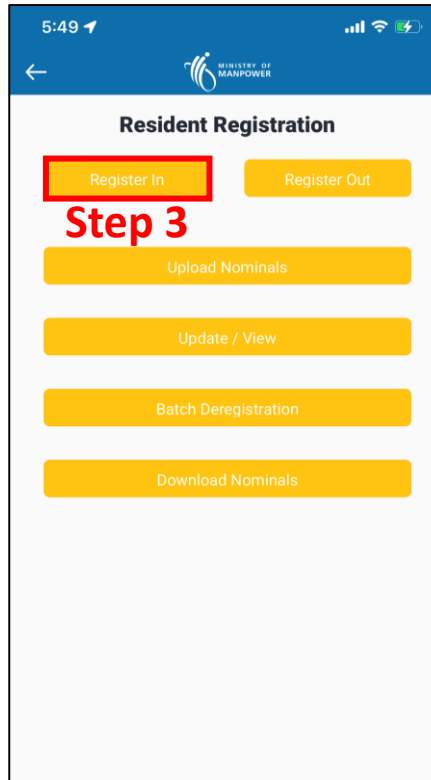 5:49
MINISTRY OF
MANPOWER
Resident Registration
Register In
Register Out
Step 3
Upload Nominals
Update / View
Batch Deregistration
Download Nominals